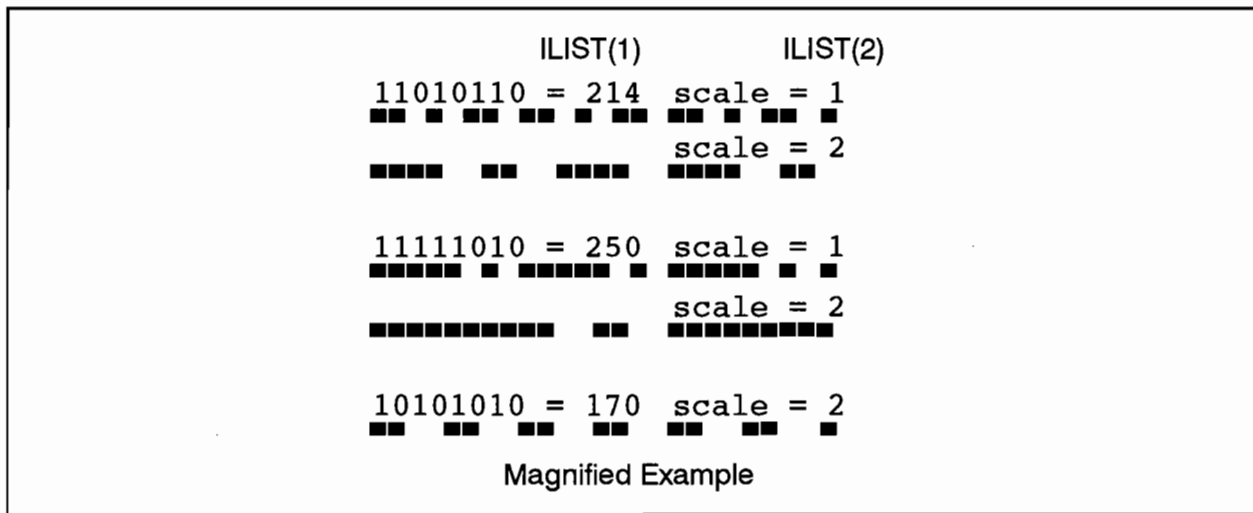 ILIST(1) ILIST(2)
11010110 = 214 scale = 1
scale = 2
11111010 = 250 scale = 1
scale = 2
10101010 = 170 scale = 2
Magnified Example